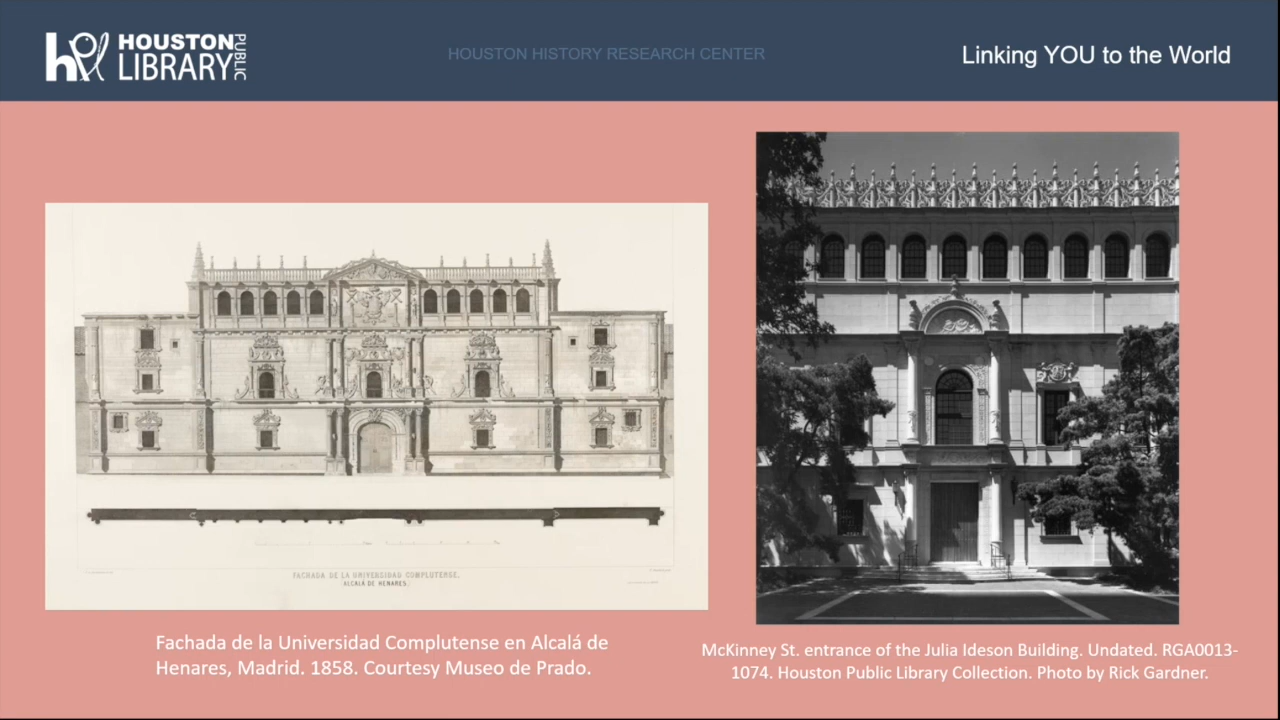 HOUSTON
LIBRARY
PUBLIC
HOUSTON HISTORY RESEARCH CENTER
Linking YOU to the World
FACHADA DE LA UNIVERSIDAD COMPLUTENSE.
ALCALÁ DE HENARES.
Fachada de la Universidad Complutense en Alcalá de
Henares, Madrid. 1858. Courtesy Museo de Prado.
McKinney St. entrance of the Julia Ideson Building. Undated. RGA0013-
1074. Houston Public Library Collection. Photo by Rick Gardner.